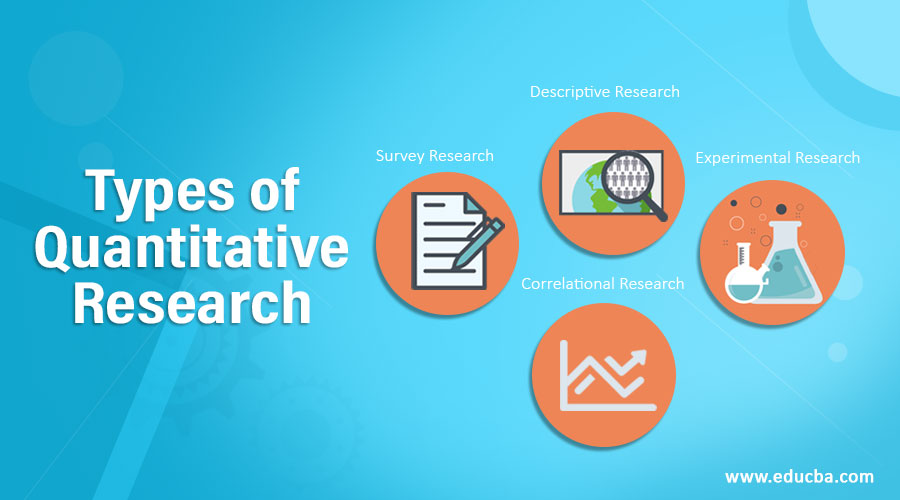 Types of
Quantitative
Research
Survey Research
Descriptive Research
Experimental Research
Correlational Research
www.educba.com